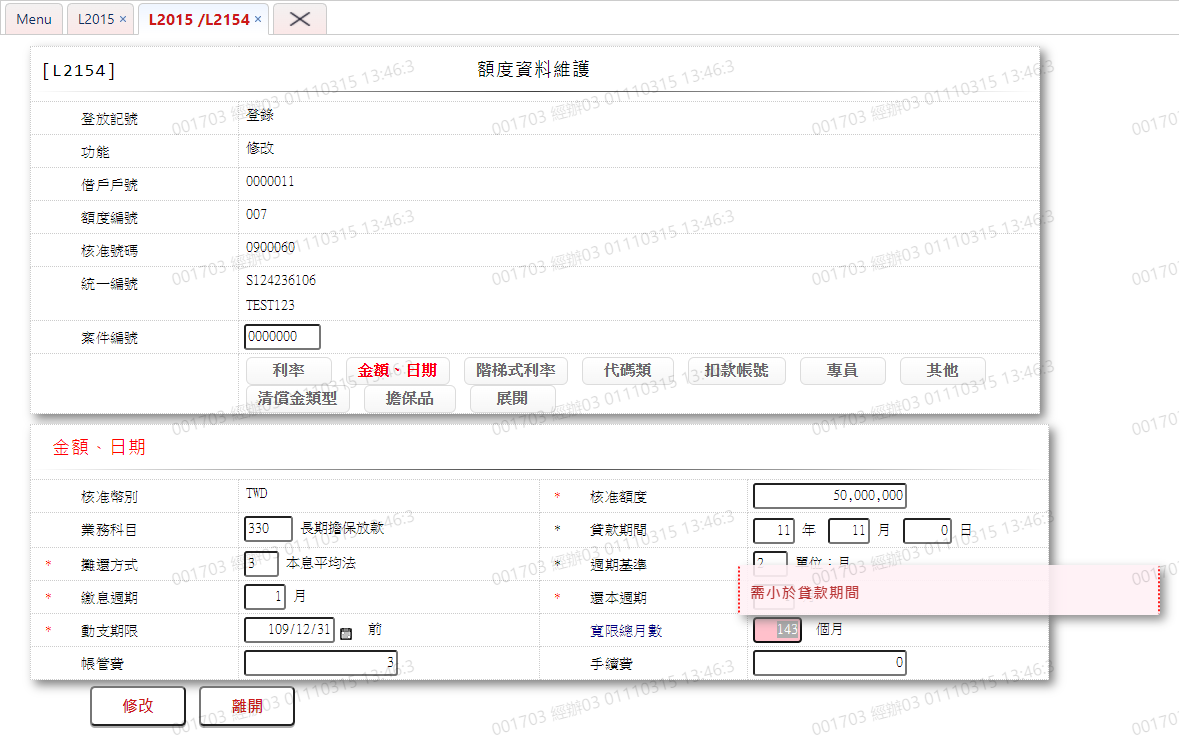 Menu L2015 × L2015 /L2154 ×
[L2154] 額度資料維護
登放記號 登錄
功能 修改
借戶戶號 0000011
額度編號 007
核准號碼 0900060
統一編號 S124236106
TEST123
案件編號 0000000
利率 金額、日期 階梯式利率 代碼類 扣款帳號 專員 其他
清償金類型 擔保品 展開
金額、日期
核准幣別 TWD * 核准額度 50,000,000
業務科目 330 長期擔保放款 * 貸款期間 11 年 11 月 0 日
* 攤還方式 3 本息平均法 * 週期基準 2 單位：月
* 繳息週期 1 月 * 還本週期
需小於貸款期間
* 動支期限 109/12/31 前 寬限總月數 143 個月
帳管費 3 手續費 0
修改 離開
001703 經辦03 01110315 13:46:3